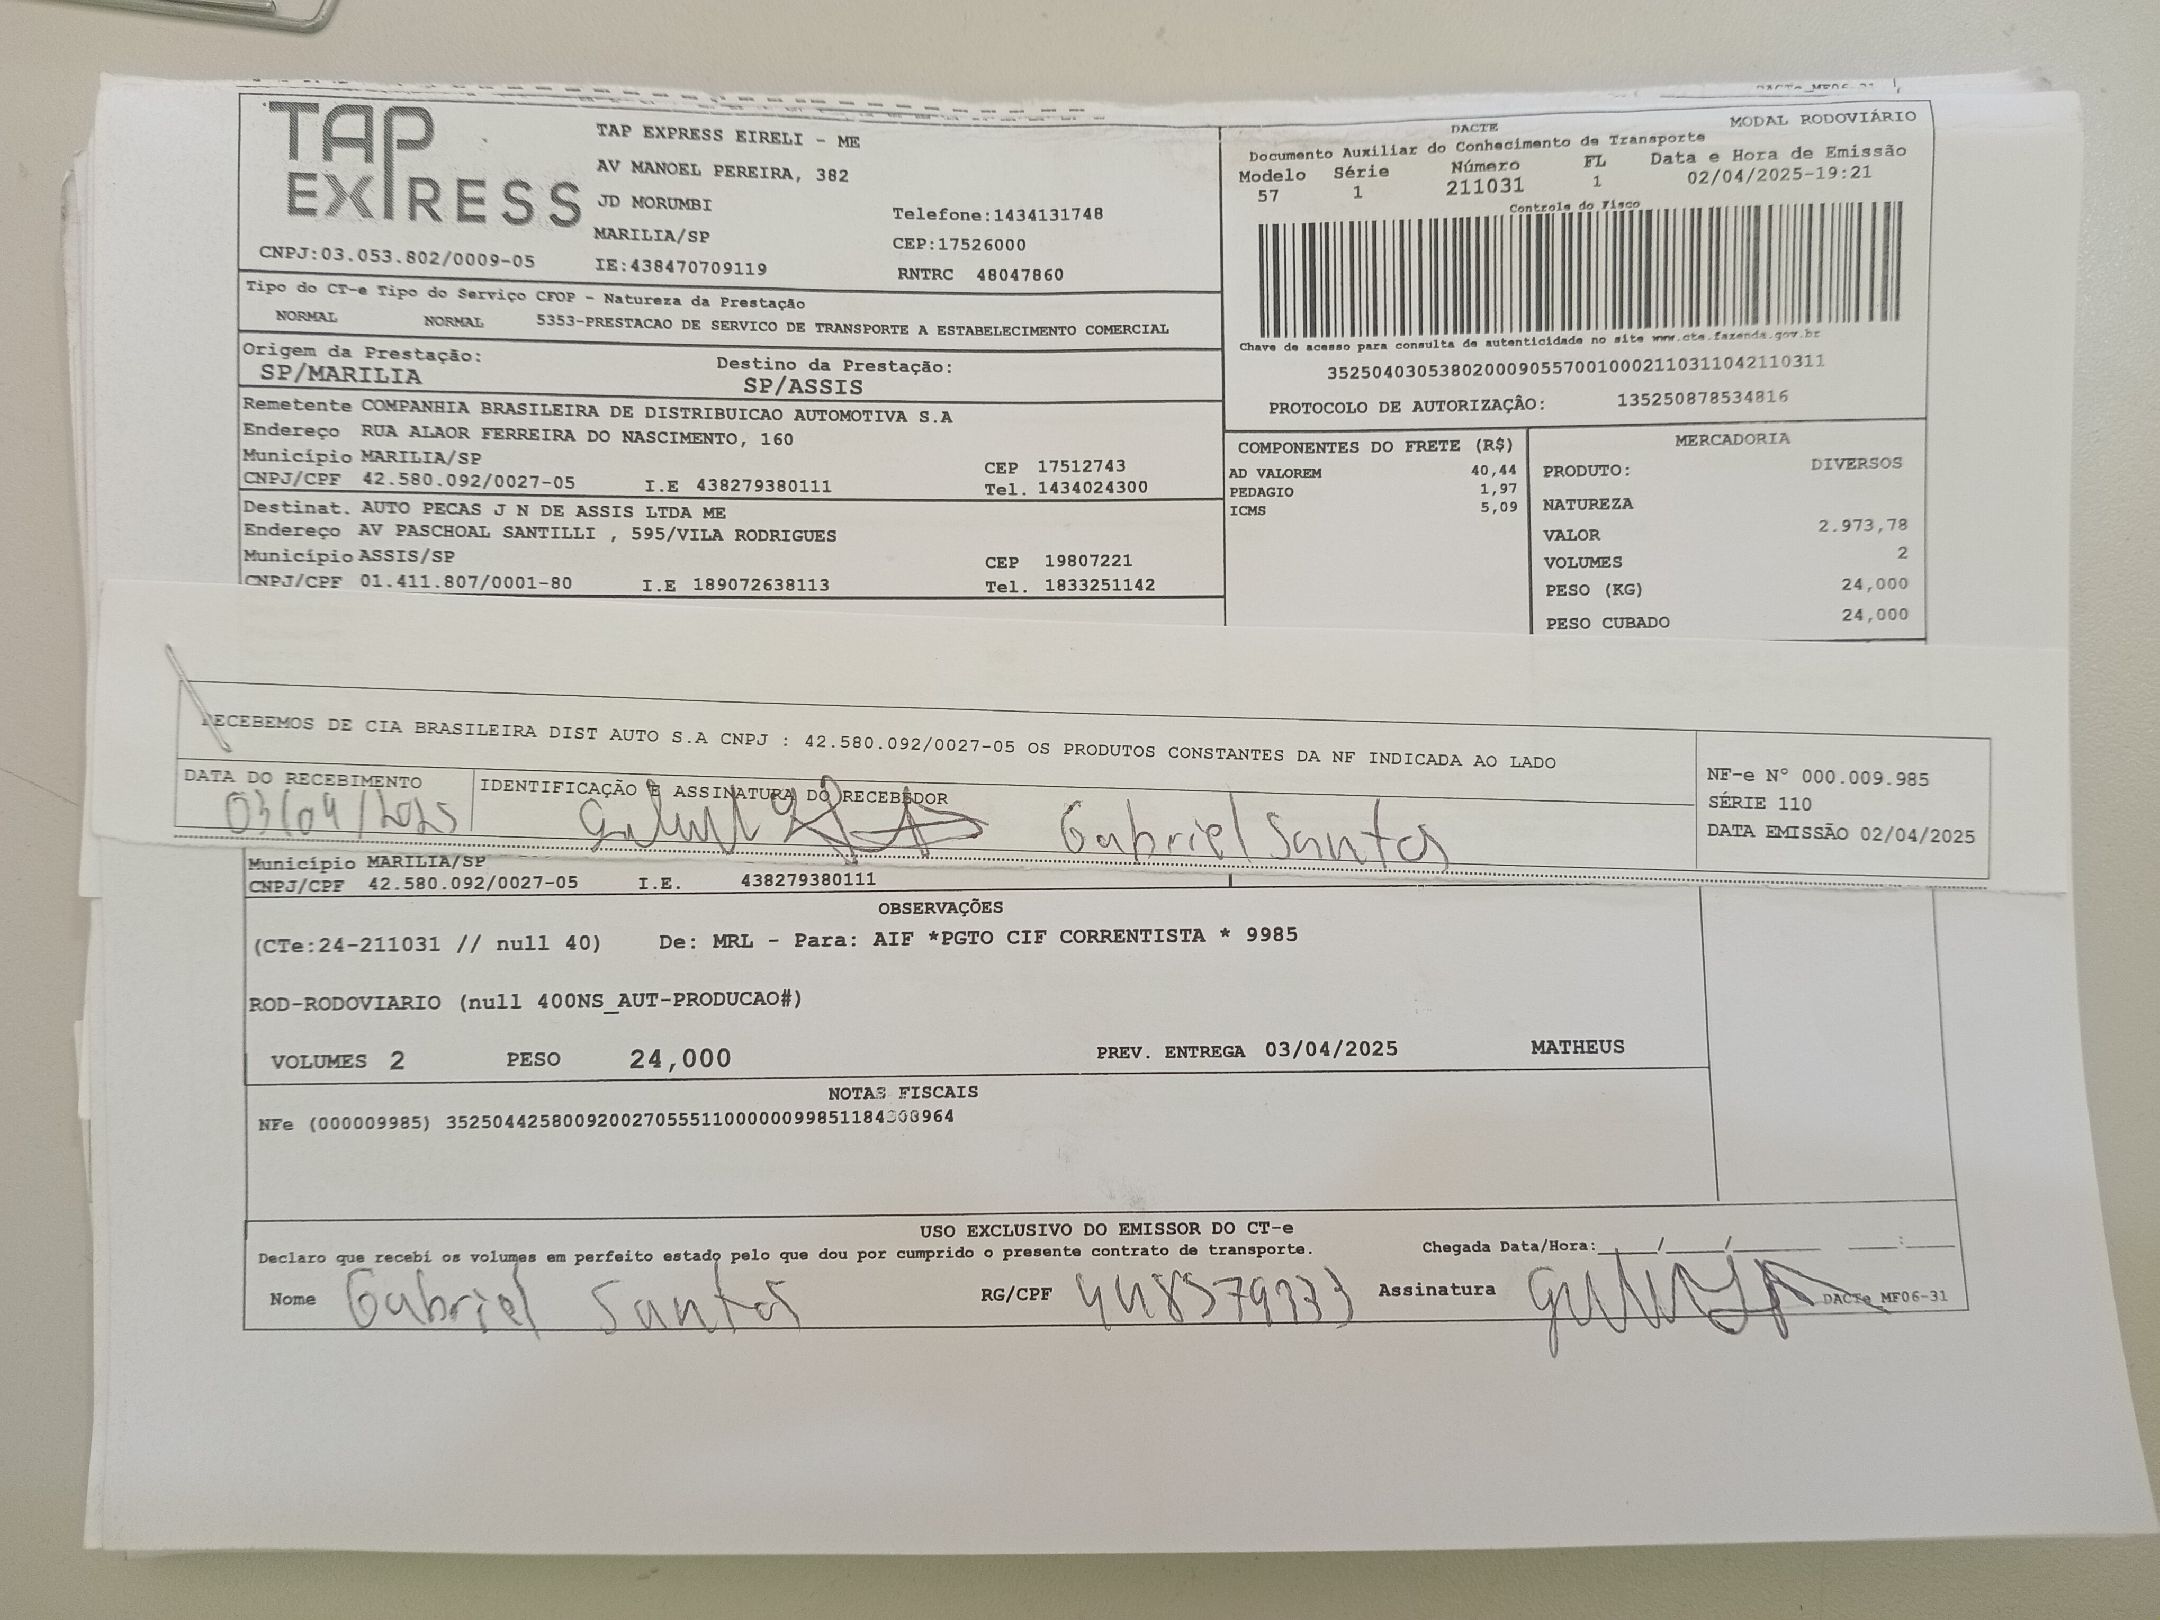 TAP EXPRESS
CNPJ:03.053.802/0009-05
TAP EXPRESS EIRELI - ME
AV MANOEL PEREIRA, 382
JD MORUMBI
MARILIA/SP
IE:438470709119
Telefone:1434131748
CEP:17526000
RNTRC 48047860
DACTE
MODAL RODOVIÁRIO
Documento Auxiliar do Conhecimento de Transporte
Modelo Série Número FL Data e Hora de Emissão
57 1 211031 1 02/04/2025-19:21
Controle do Fisco
Chave de acesso para consulta de autenticidade no site www.cte.fazenda.gov.br
35250403053802000905570010002110311042110311
PROTOCOLO DE AUTORIZAÇÃO: 135250878534816
Tipo do CT-e Tipo do Serviço CFOP - Natureza da Prestação
NORMAL NORMAL 5353-PRESTACAO DE SERVICO DE TRANSPORTE A ESTABELECIMENTO COMERCIAL
Origem da Prestação: Destino da Prestação:
SP/MARILIA SP/ASSIS
Remetente COMPANHIA BRASILEIRA DE DISTRIBUICAO AUTOMOTIVA S.A
Endereço RUA ALAOR FERREIRA DO NASCIMENTO, 160
Município MARILIA/SP CEP 17512743
CNPJ/CPF 42.580.092/0027-05 I.E 438279380111 Tel. 1434024300
Destinat. AUTO PECAS J N DE ASSIS LTDA ME
Endereço AV PASCHOAL SANTILLI , 595/VILA RODRIGUES
Município ASSIS/SP CEP 19807221
CNPJ/CPF 01.411.807/0001-80 I.E 189072638113 Tel. 1833251142
COMPONENTES DO FRETE (R$)
AD VALOREM 40,44
PEDAGIO 1,97
ICMS 5,09
MERCADORIA
PRODUTO: DIVERSOS
NATUREZA
VALOR 2.973,78
VOLUMES 2
PESO (KG) 24,000
PESO CUBADO 24,000
RECEBEMOS DE CIA BRASILEIRA DIST AUTO S.A CNPJ : 42.580.092/0027-05 OS PRODUTOS CONSTANTES DA NF INDICADA AO LADO
DATA DO RECEBIMENTO IDENTIFICAÇÃO E ASSINATURA DO RECEBEDOR
03/04/2025 Gabriel Santos
NF-e Nº 000.009.985
SÉRIE 110
DATA EMISSÃO 02/04/2025
Município MARILIA/SP
CNPJ/CPF 42.580.092/0027-05 I.E. 438279380111
OBSERVAÇÕES
(CTe:24-211031 // null 40) De: MRL - Para: AIF *PGTO CIF CORRENTISTA * 9985
ROD-RODOVIARIO (null 400NS_AUT-PRODUCAO#)
VOLUMES 2 PESO 24,000 PREV. ENTREGA 03/04/2025 MATHEUS
NOTAS FISCAIS
NFe (000009985)
USO EXCLUSIVO DO EMISSOR DO CT-e
Declaro que recebi os volumes em perfeito estado pelo que dou por cumprido o presente contrato de transporte. Chegada Data/Hora:____/____/______ ____:____
Nome Gabriel Santos RG/CPF Assinatura
DACTe MF06-31